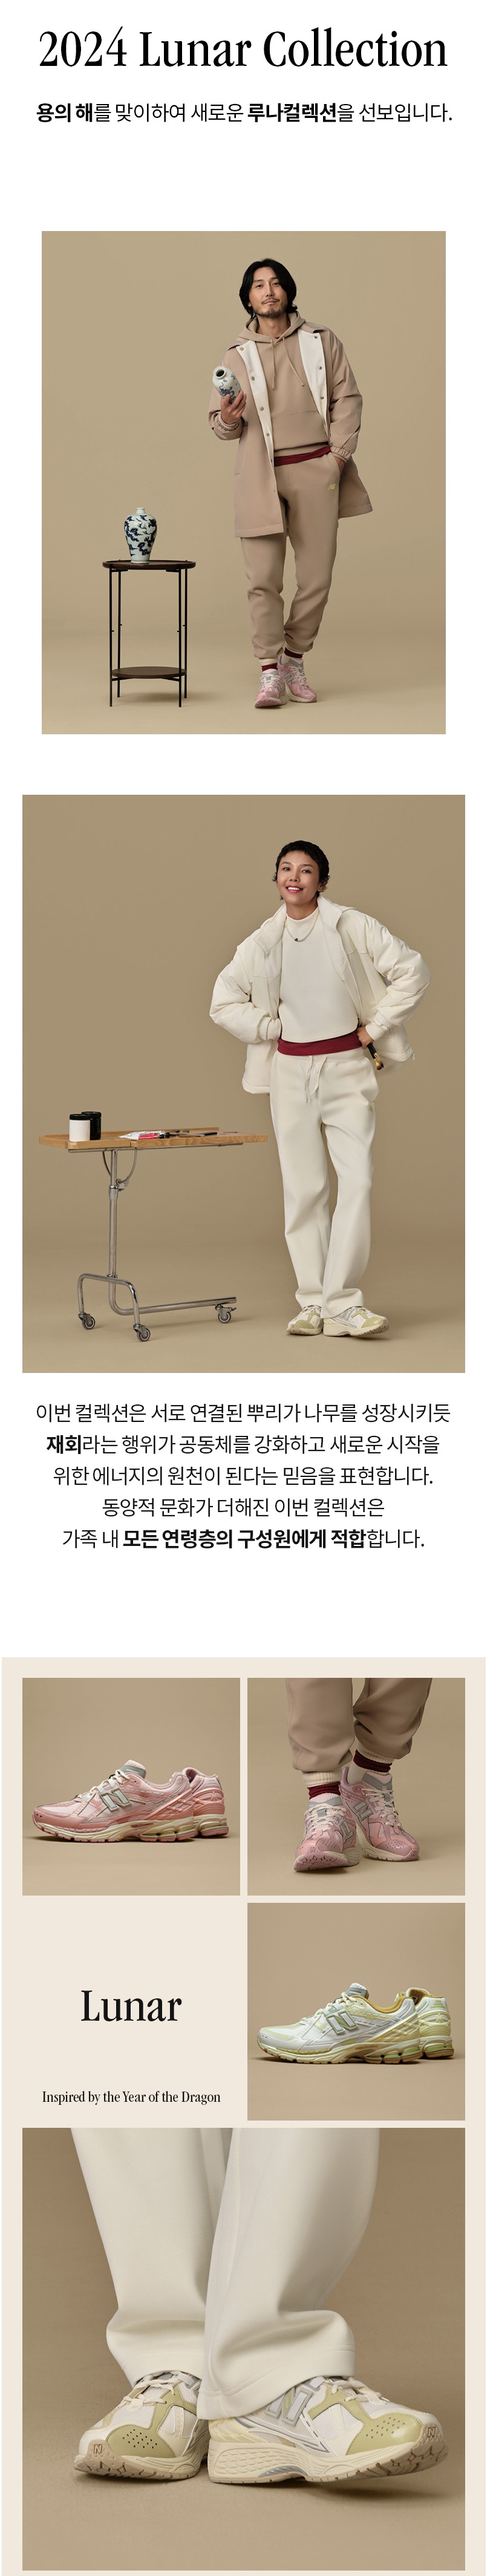 2024 Lunar Collection
용의 해를 맞이하여 새로운 루나컬렉션을 선보입니다.
이번 컬렉션은 서로 연결된 뿌리가 나무를 성장시키듯
재회라는 행위가 공동체를 강화하고 새로운 시작을
위한 에너지의 원천이 된다는 믿음을 표현합니다.
동양적 문화가 더해진 이번 컬렉션은
가족 내 모든 연령층의 구성원에게 적합합니다.
Lunar
Inspired by the Year of the Dragon